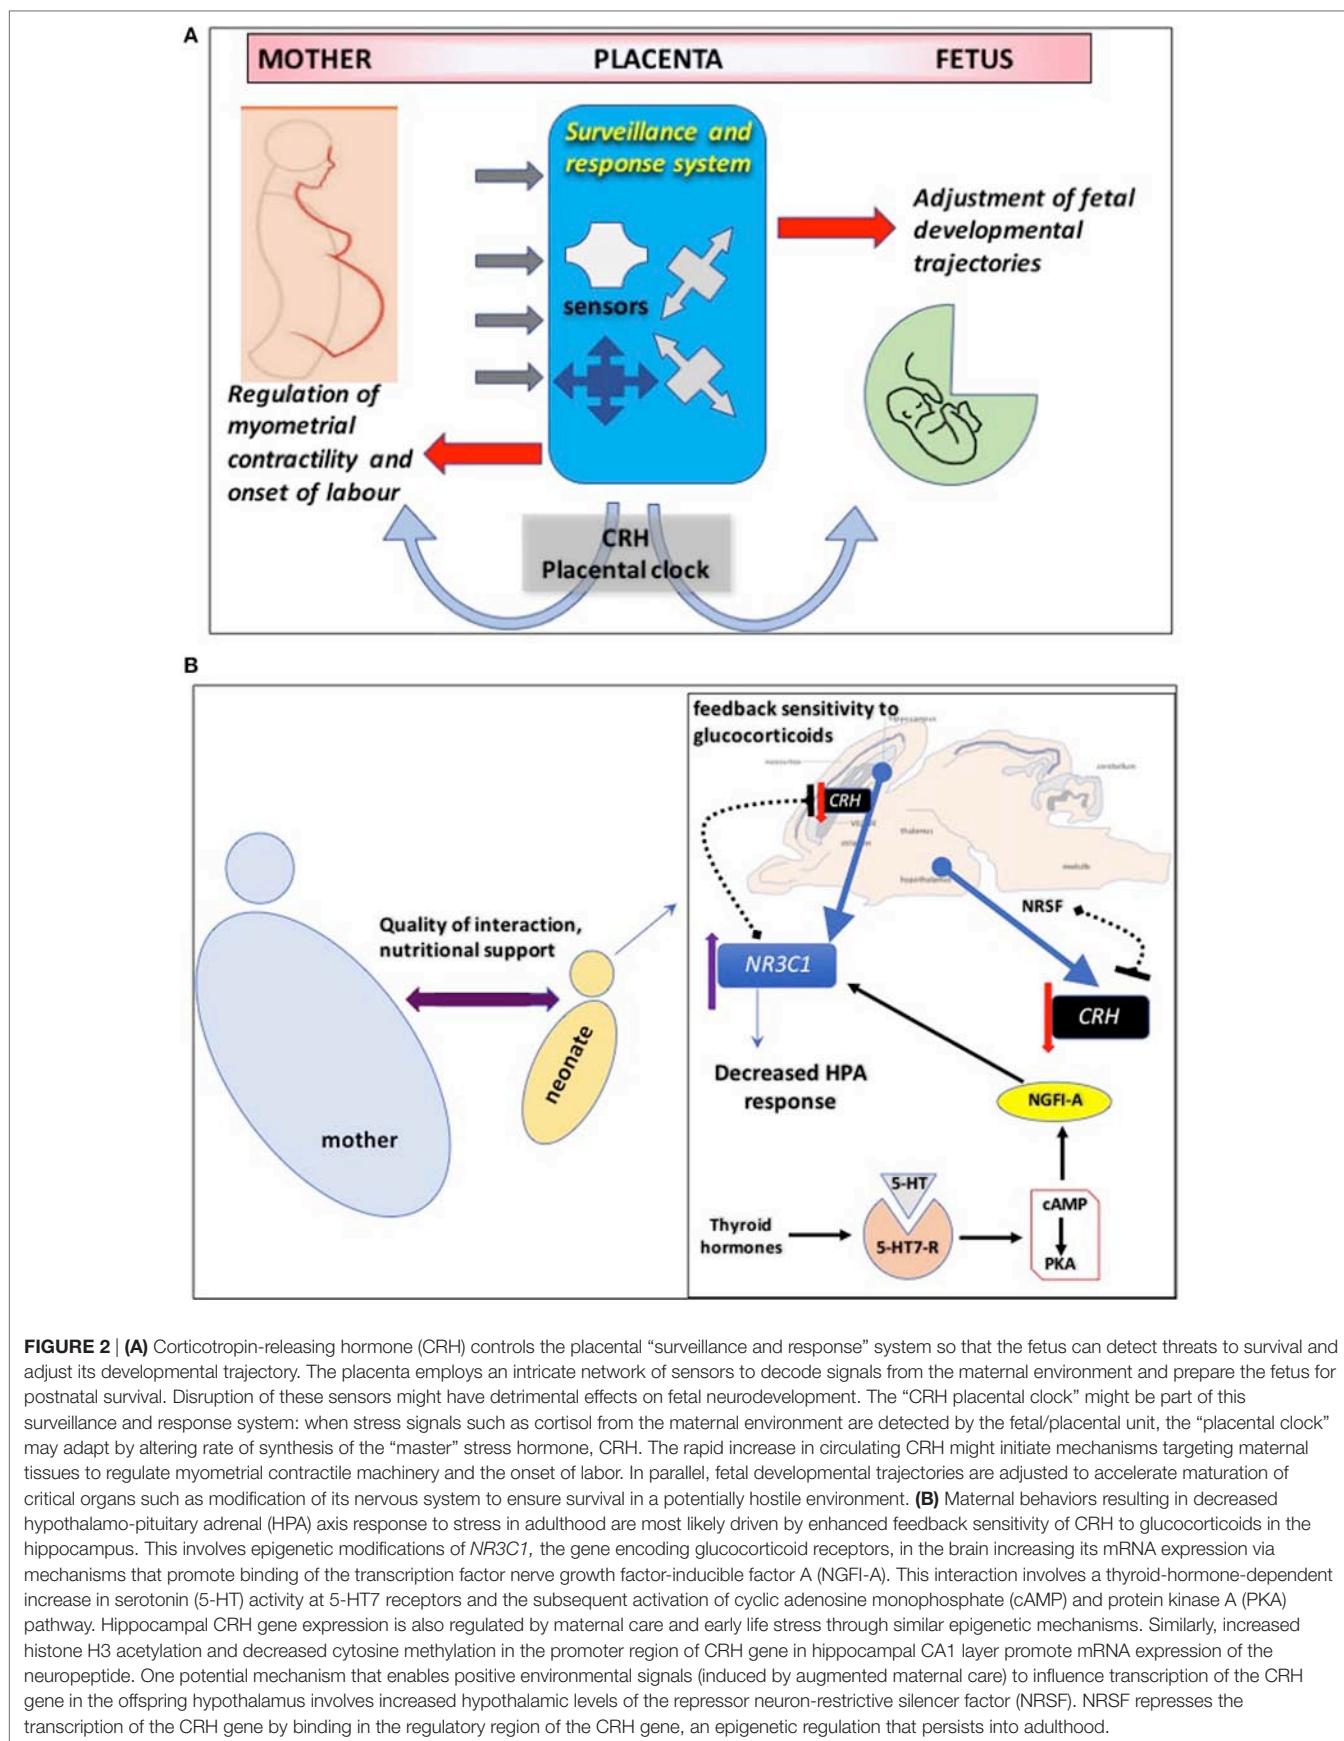 A
MOTHER PLACENTA FETUS
Surveillance and
response system
sensors
Adjustment of fetal
developmental
trajectories
Regulation of
myometrial
contractility and
onset of labour
CRH
Placental clock
B
feedback sensitivity to
glucocorticoids
hippocampus
cerebellum
CRH
thalamus
striatum
medulla
hypothalamus
NRSF
Quality of interaction,
nutritional support
NR3C1
CRH
neonate
Decreased HPA
response
NGFI-A
mother
5-HT
cAMP
Thyroid
hormones
5-HT7-R
PKA
FIGURE 2 | (A) Corticotropin-releasing hormone (CRH) controls the placental “surveillance and response” system so that the fetus can detect threats to survival and
adjust its developmental trajectory. The placenta employs an intricate network of sensors to decode signals from the maternal environment and prepare the fetus for
postnatal survival. Disruption of these sensors might have detrimental effects on fetal neurodevelopment. The “CRH placental clock” might be part of this
surveillance and response system: when stress signals such as cortisol from the maternal environment are detected by the fetal/placental unit, the “placental clock”
may adapt by altering rate of synthesis of the “master” stress hormone, CRH. The rapid increase in circulating CRH might initiate mechanisms targeting maternal
tissues to regulate myometrial contractile machinery and the onset of labor. In parallel, fetal developmental trajectories are adjusted to accelerate maturation of
critical organs such as modification of its nervous system to ensure survival in a potentially hostile environment. (B) Maternal behaviors resulting in decreased
hypothalamo-pituitary adrenal (HPA) axis response to stress in adulthood are most likely driven by enhanced feedback sensitivity of CRH to glucocorticoids in the
hippocampus. This involves epigenetic modifications of NR3C1, the gene encoding glucocorticoid receptors, in the brain increasing its mRNA expression via
mechanisms that promote binding of the transcription factor nerve growth factor-inducible factor A (NGFI-A). This interaction involves a thyroid-hormone-dependent
increase in serotonin (5-HT) activity at 5-HT7 receptors and the subsequent activation of cyclic adenosine monophosphate (cAMP) and protein kinase A (PKA)
pathway. Hippocampal CRH gene expression is also regulated by maternal care and early life stress through similar epigenetic mechanisms. Similarly, increased
histone H3 acetylation and decreased cytosine methylation in the promoter region of CRH gene in hippocampal CA1 layer promote mRNA expression of the
neuropeptide. One potential mechanism that enables positive environmental signals (induced by augmented maternal care) to influence transcription of the CRH
gene in the offspring hypothalamus involves increased hypothalamic levels of the repressor neuron-restrictive silencer factor (NRSF). NRSF represses the
transcription of the CRH gene by binding in the regulatory region of the CRH gene, an epigenetic regulation that persists into adulthood.